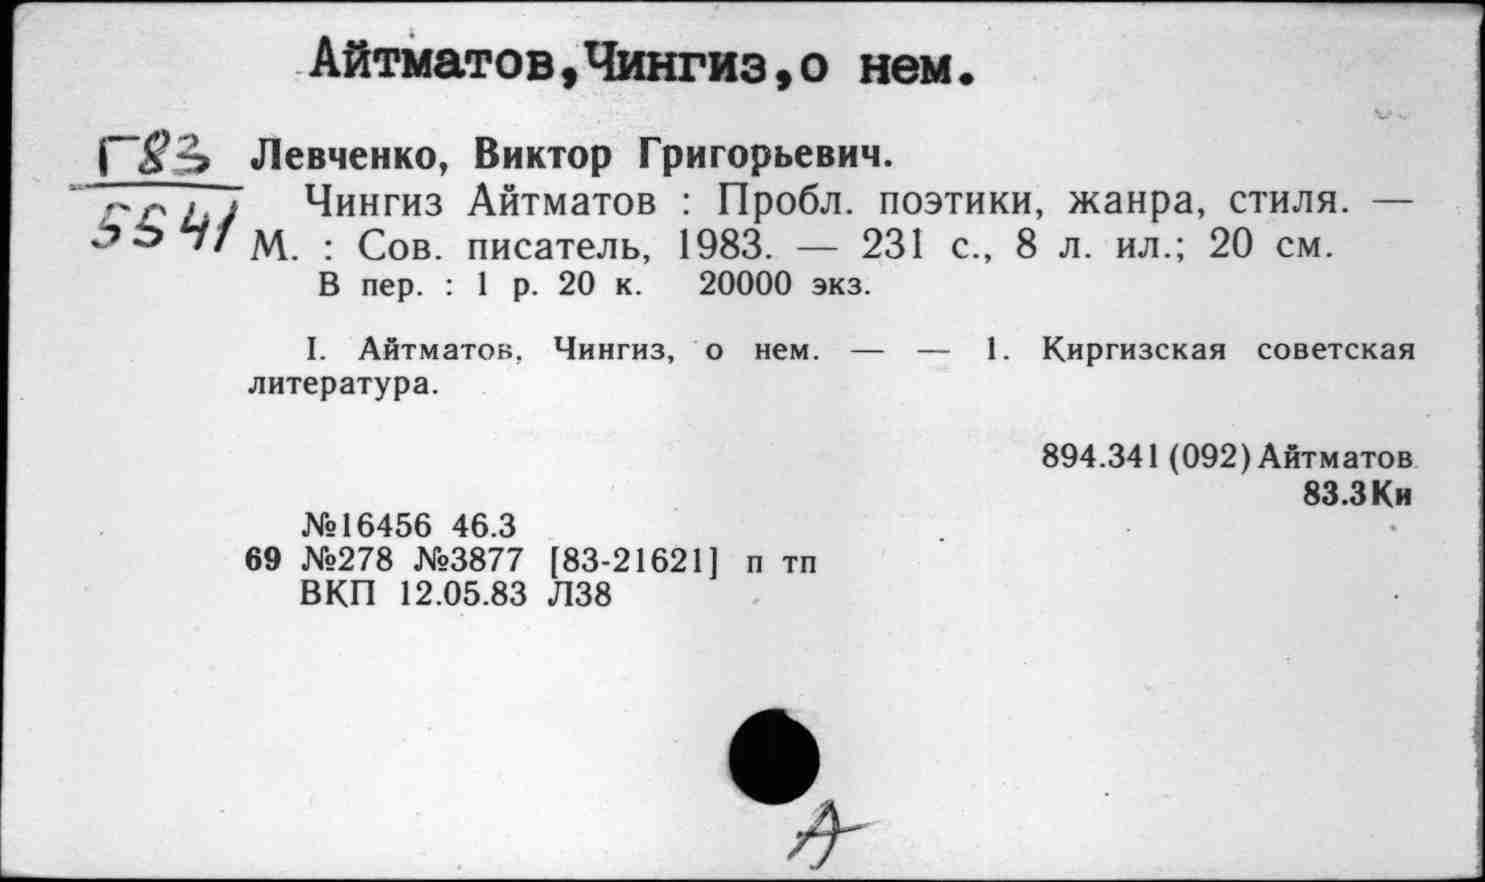 Айтматов,Чингиз,о нем.
Г83
5541
Левченко, Виктор Григорьевич.
Чингиз Айтматов : Пробл. поэтики, жанра, стиля. —
М. : Сов. писатель, 1983. — 231 с., 8 л. ил.; 20 см.
В пер. : 1 р. 20 к. 20000 экз.
I. Айтматов, Чингиз, о нем. — — 1. Киргизская советская
литература.
894.341(092)Айтматов
83.3Ки
№16456 46.3
69 №278 №3877 [83-21621] п тп
ВКП 12.05.83 Л38
А